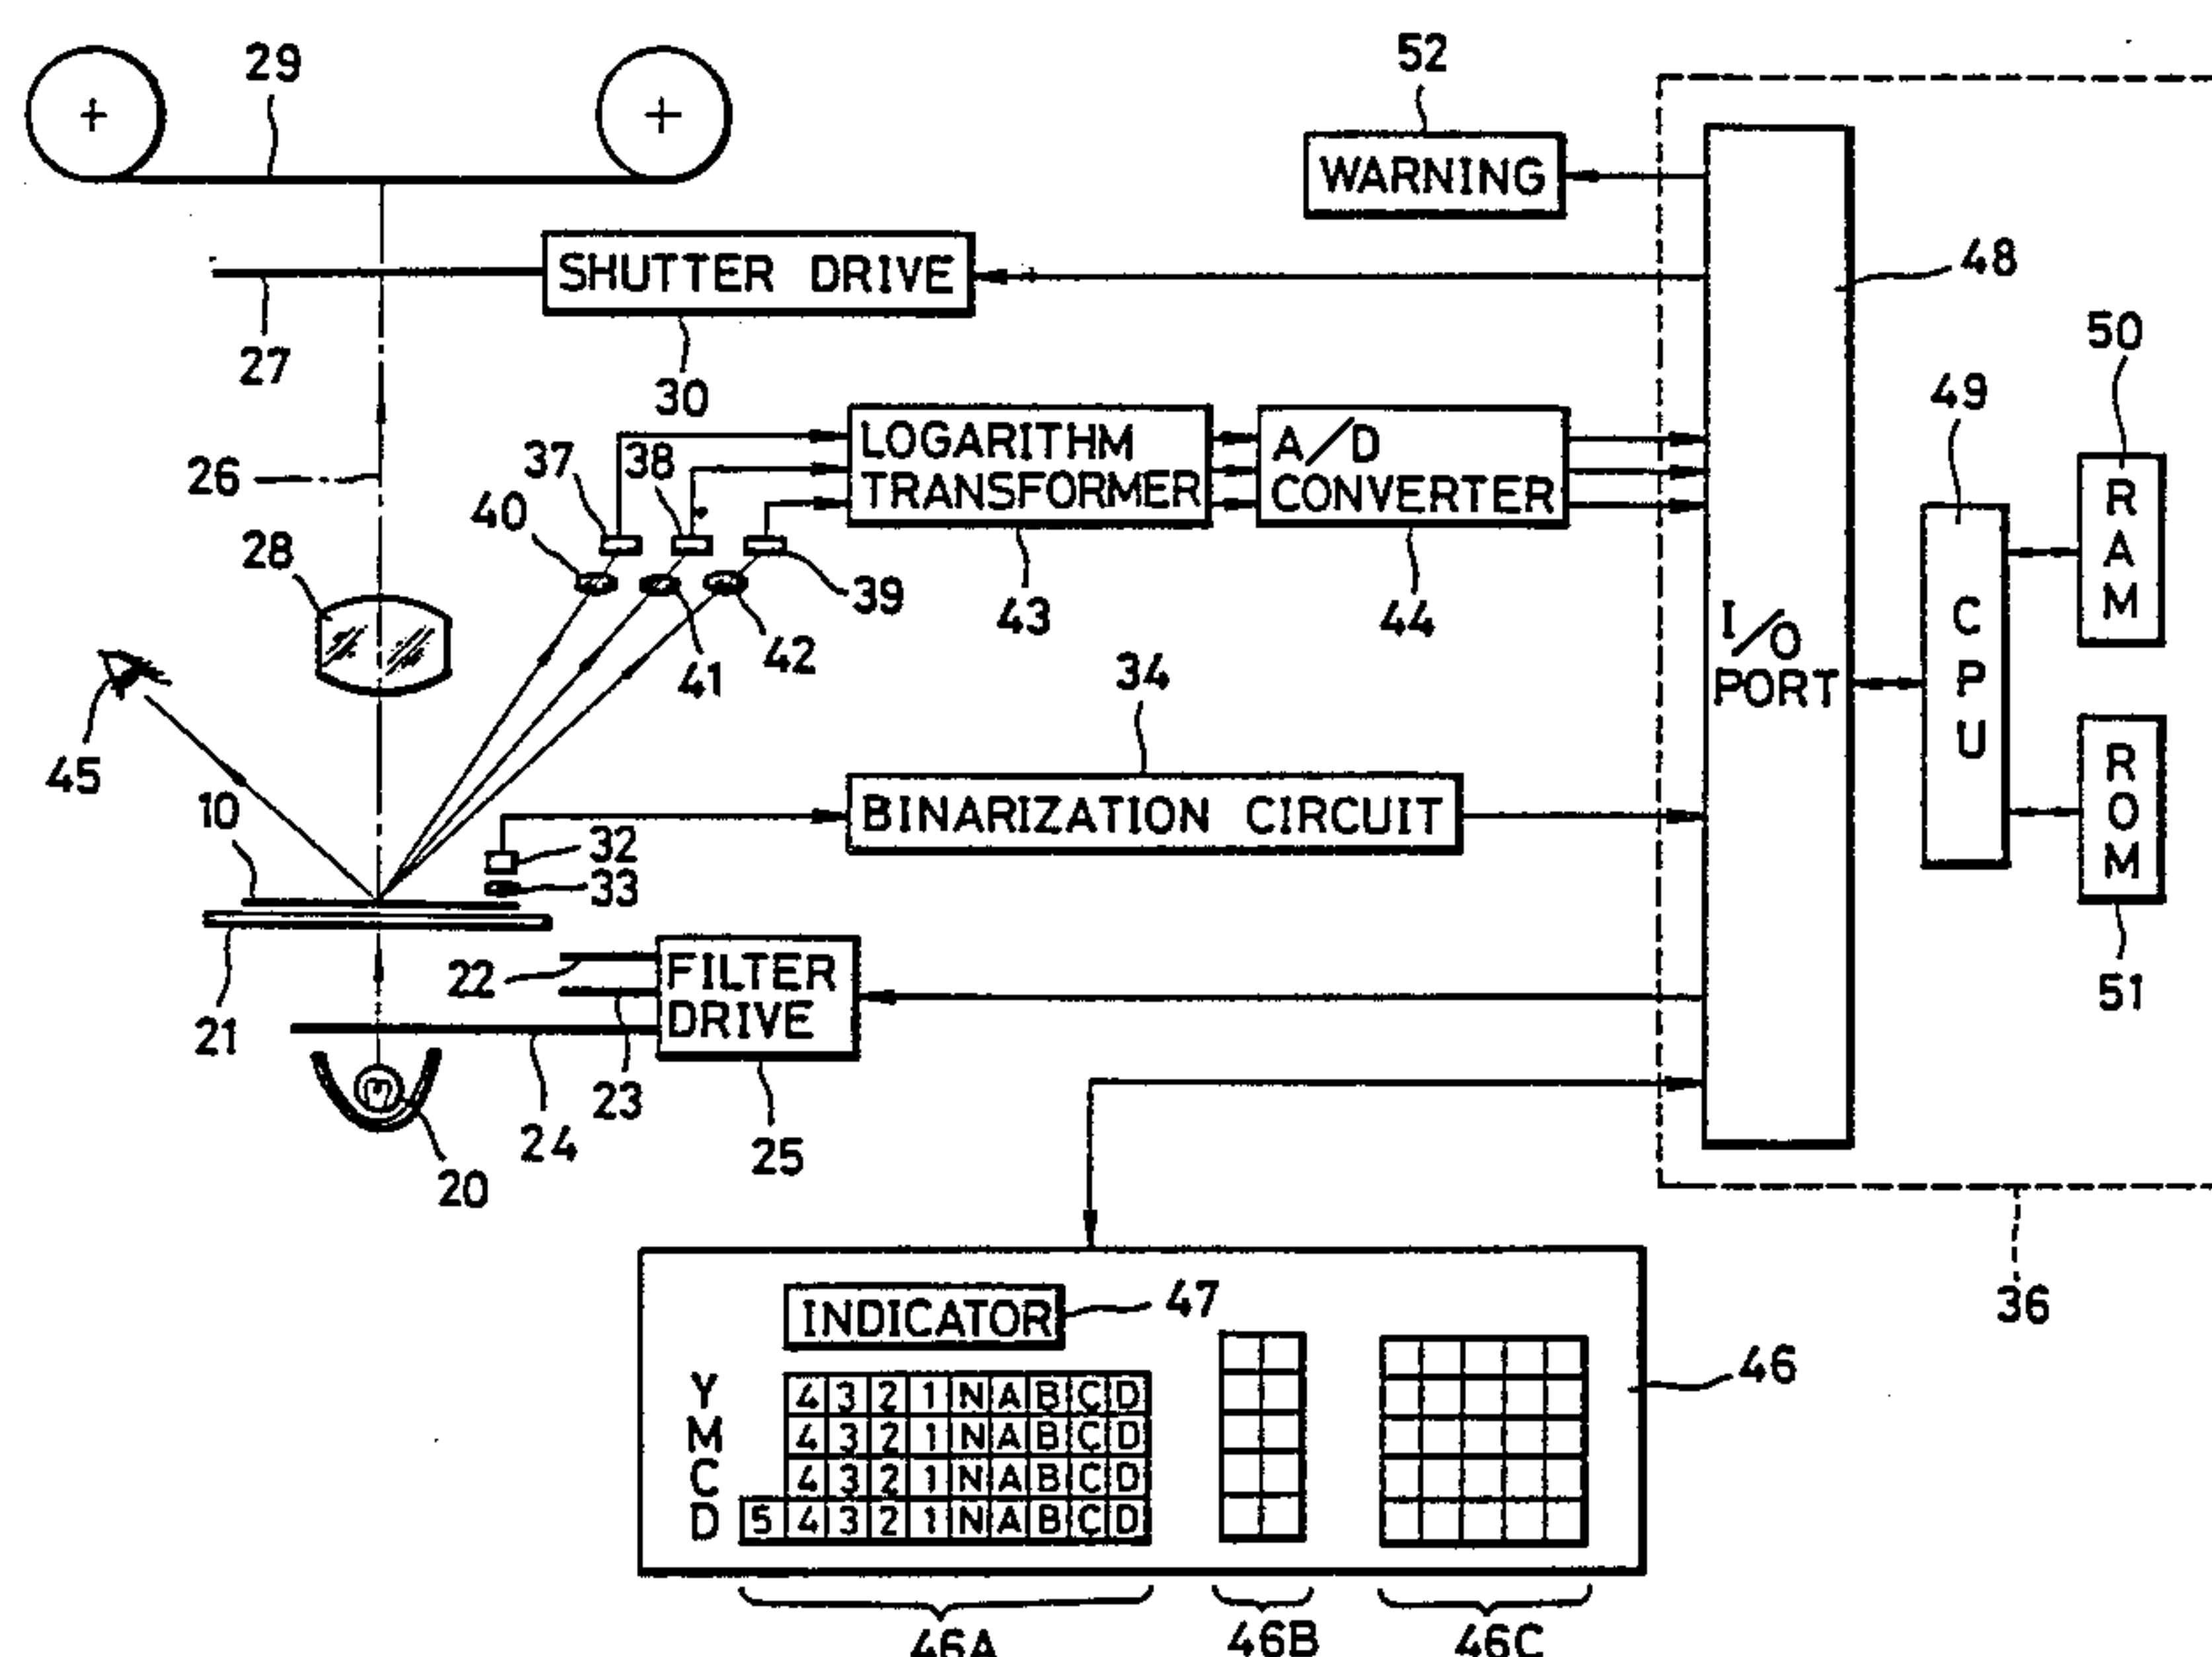 29
52
WARNING
48
SHUTTER DRIVE
27
30
50
49
26
37
38
40
LOGARITHM
TRANSFORMER
A/D
CONVERTER
RAM
28
39
43
44
CPU
I/O
PORT
41
42
34
45
10
BINARIZATION CIRCUIT
ROM
32
33
22
FILTER
DRIVE
21
51
23
24
25
20
36
INDICATOR
47
46
Y 4 3 2 1 N A B C D
M 4 3 2 1 N A B C D
C 4 3 2 1 N A B C D
D 5 4 3 2 1 N A B C D
46A
46B
46C